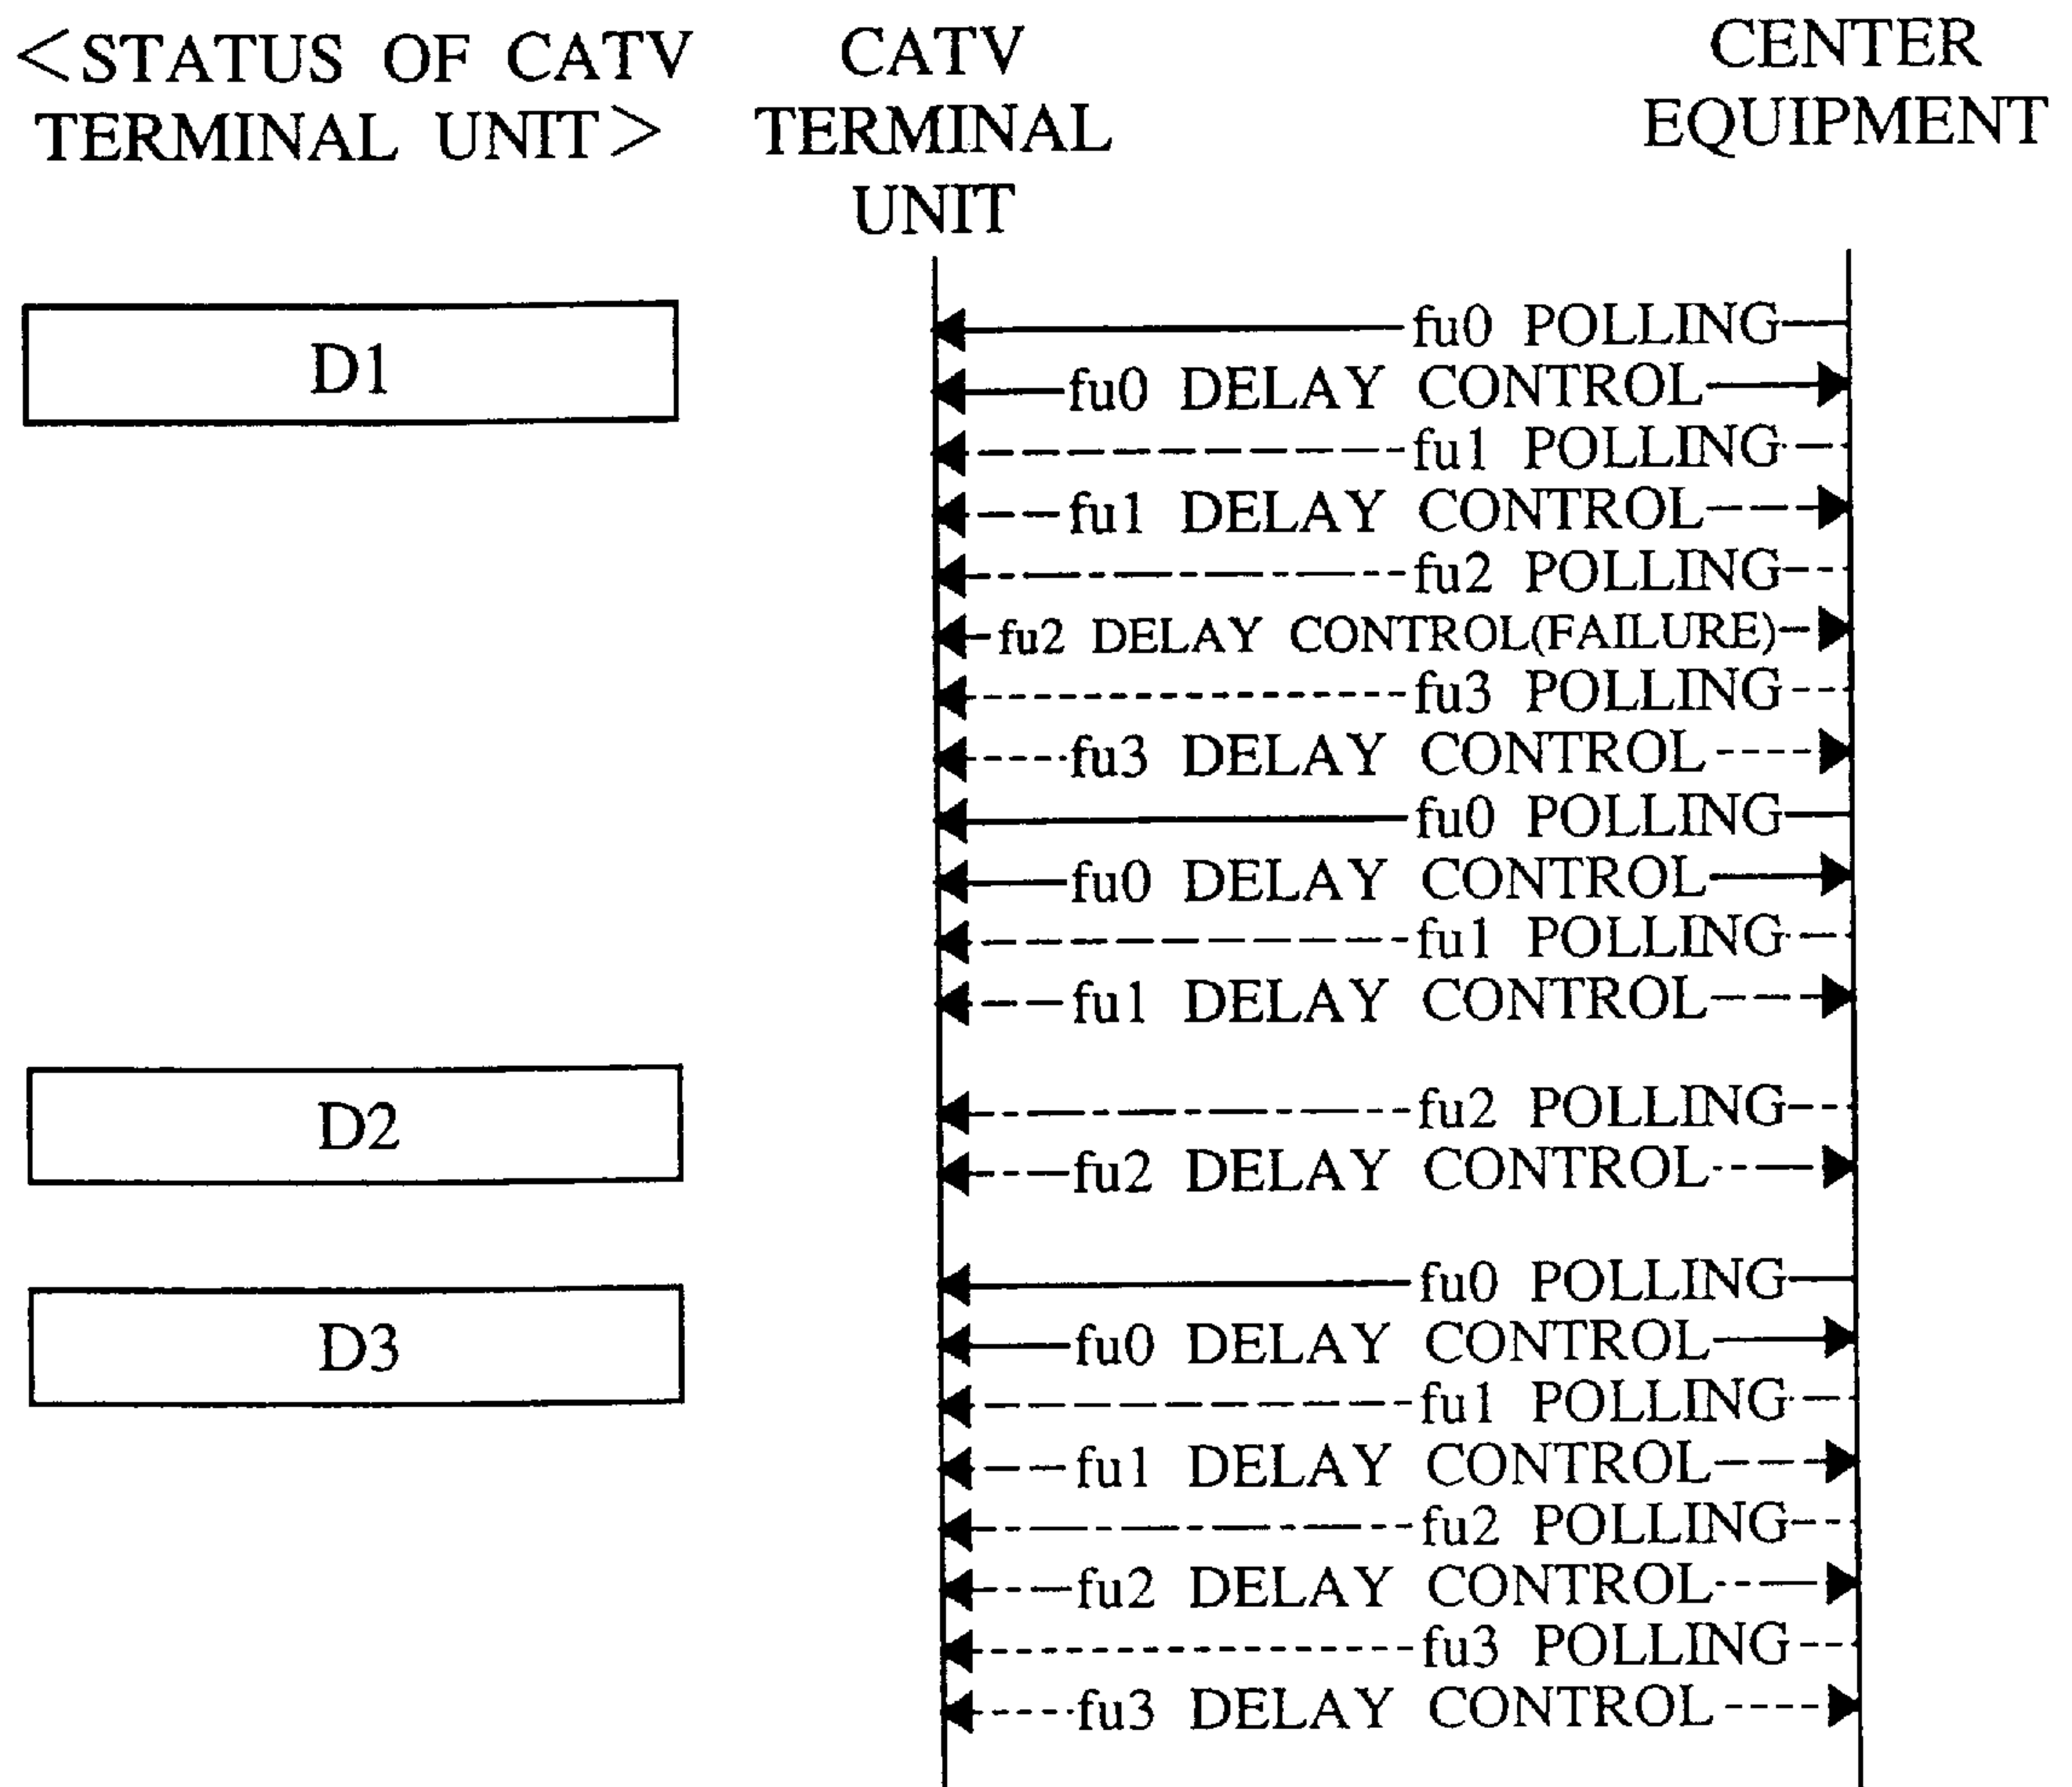 <STATUS OF CATV
TERMINAL UNIT>
CATV
TERMINAL
UNIT
CENTER
EQUIPMENT
D1
fu0 POLLING
fu0 DELAY CONTROL
fu1 POLLING
fu1 DELAY CONTROL
fu2 POLLING
fu2 DELAY CONTROL(FAILURE)
fu3 POLLING
fu3 DELAY CONTROL
fu0 POLLING
fu0 DELAY CONTROL
fu1 POLLING
fu1 DELAY CONTROL
D2
fu2 POLLING
fu2 DELAY CONTROL
D3
fu0 POLLING
fu0 DELAY CONTROL
fu1 POLLING
fu1 DELAY CONTROL
fu2 POLLING
fu2 DELAY CONTROL
fu3 POLLING
fu3 DELAY CONTROL